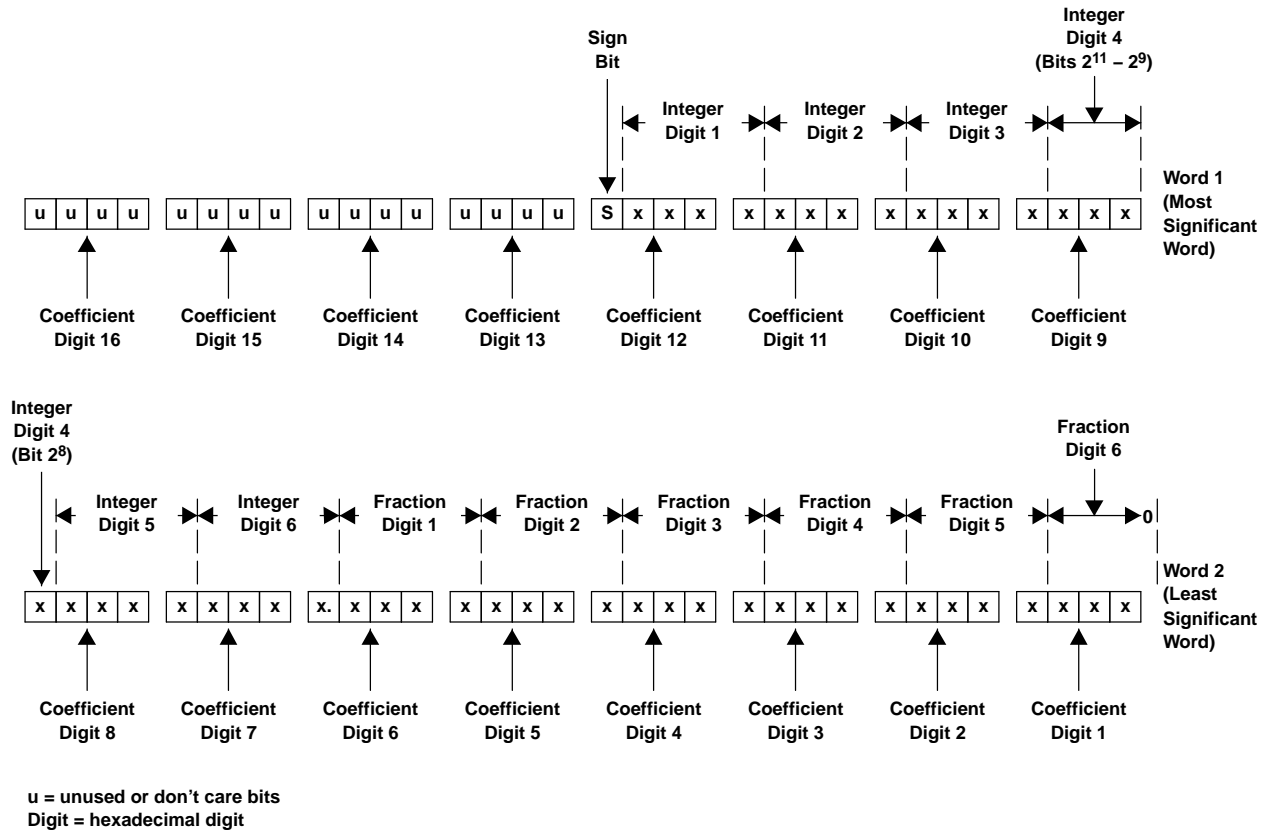 Integer
Digit 4
(Bits 2¹¹ – 2⁹)
Sign
Bit
Integer
Digit 1
Integer
Digit 2
Integer
Digit 3
u u u u u u u u u u u u u u u u S x x x x x x x x x x x x x x x
Word 1
(Most
Significant
Word)
Coefficient
Digit 16
Coefficient
Digit 15
Coefficient
Digit 14
Coefficient
Digit 13
Coefficient
Digit 12
Coefficient
Digit 11
Coefficient
Digit 10
Coefficient
Digit 9
Integer
Digit 4
(Bit 2⁸)
Integer
Digit 5
Integer
Digit 6
Fraction
Digit 1
Fraction
Digit 2
Fraction
Digit 3
Fraction
Digit 4
Fraction
Digit 5
Fraction
Digit 6
0
x x x x x x x x x. x x x x x x x x x x x x x x x x x x x x x x x
Word 2
(Least
Significant
Word)
Coefficient
Digit 8
Coefficient
Digit 7
Coefficient
Digit 6
Coefficient
Digit 5
Coefficient
Digit 4
Coefficient
Digit 3
Coefficient
Digit 2
Coefficient
Digit 1
u = unused or don’t care bits
Digit = hexadecimal digit